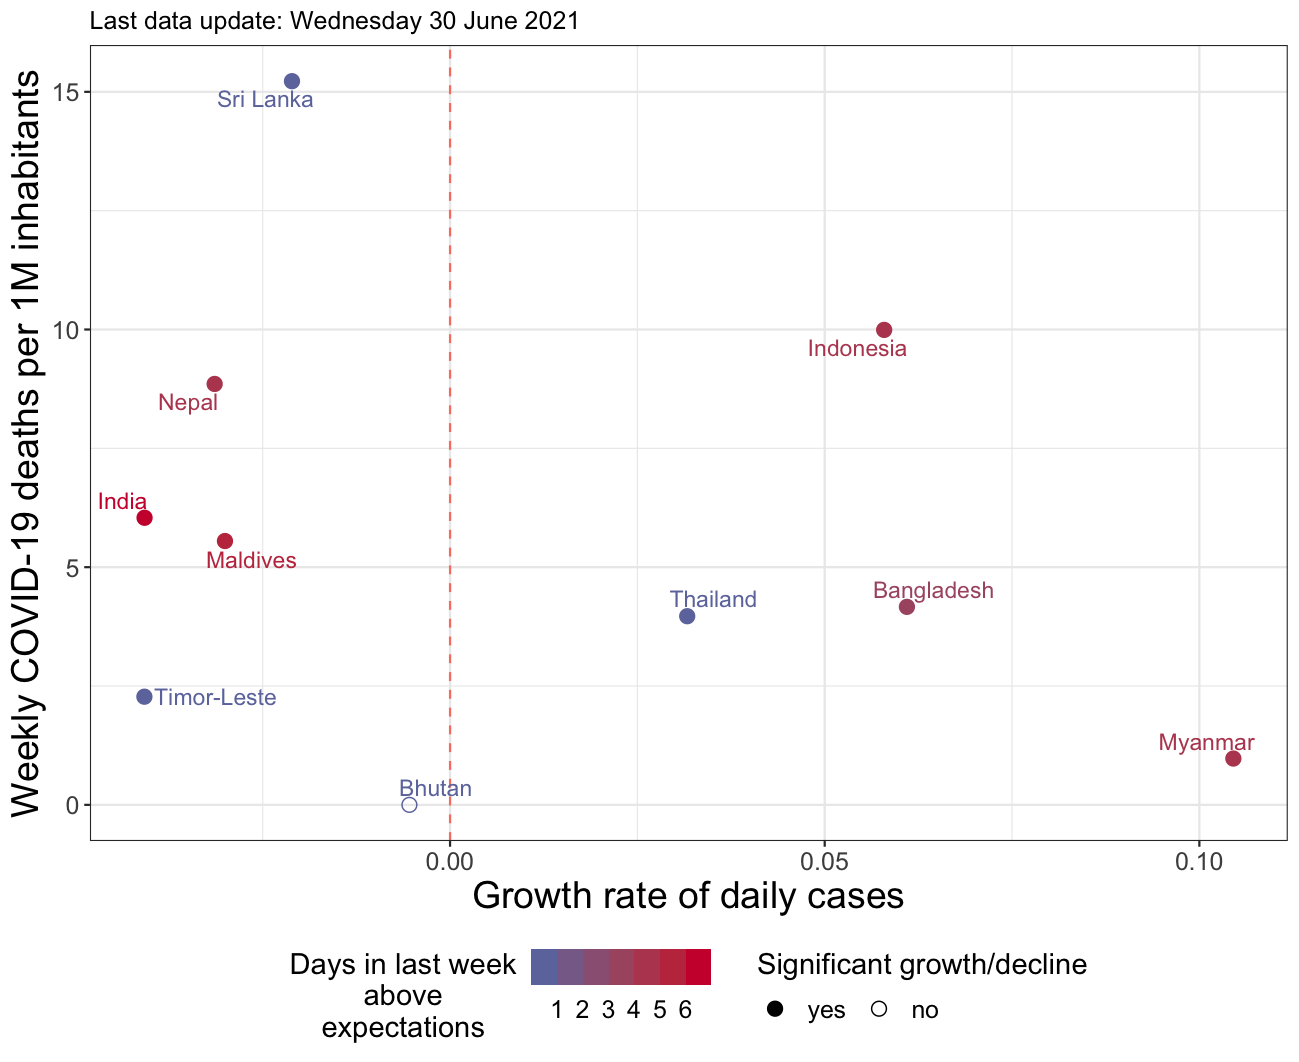 Last data update: Wednesday 30 June 2021
Weekly COVID-19 deaths per 1M inhabitants
15
10
5
0
Sri Lanka
Indonesia
Nepal
India
Maldives
Bangladesh
Thailand
Timor-Leste
Myanmar
Bhutan
0.00
0.05
0.10
Growth rate of daily cases
Days in last week
above
expectations
1 2 3 4 5 6
Significant growth/decline
yes no